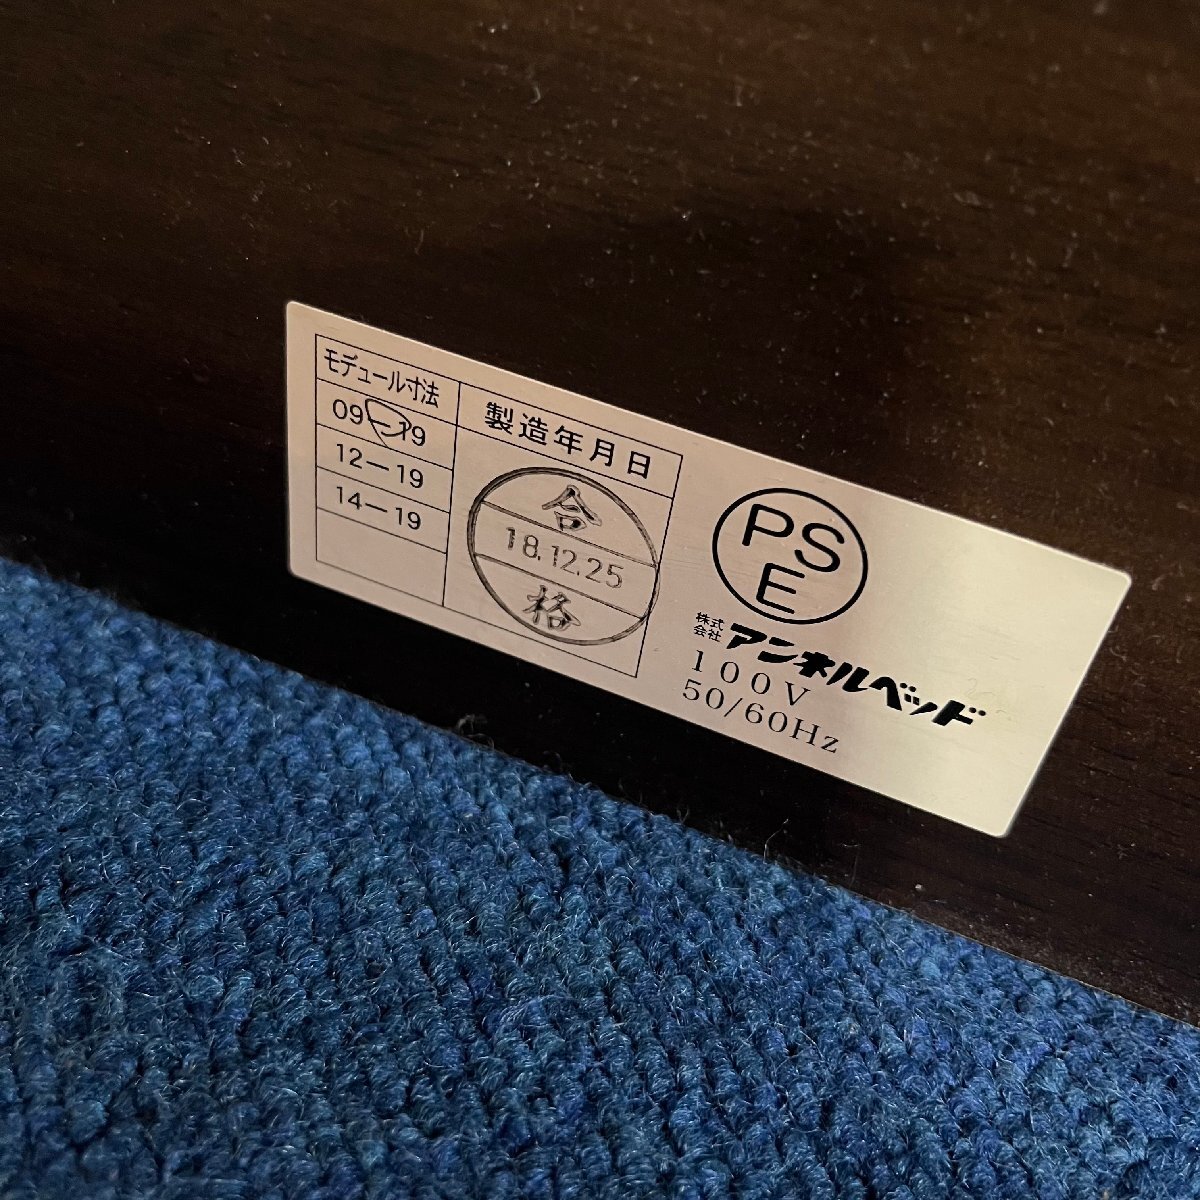 モデュール寸法
09-19
12-19
14-19
製造年月日
合
18.12.25
格
PS
E
株式
会社 アンネルベッド
100V
50/60Hz